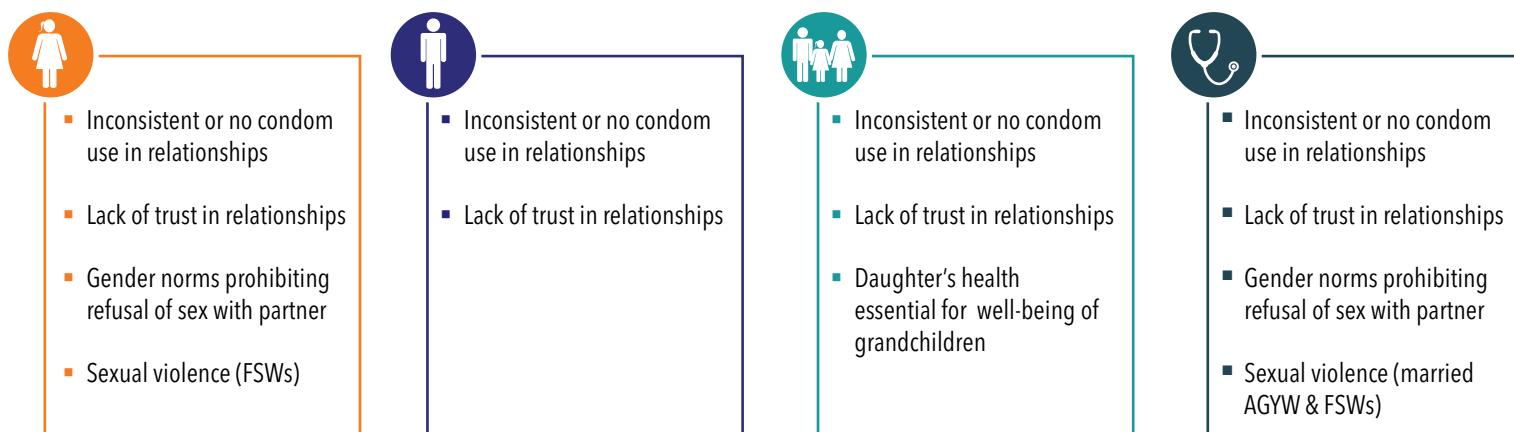 ▪ Inconsistent or no condom
use in relationships
▪ Lack of trust in relationships
▪ Gender norms prohibiting
refusal of sex with partner
▪ Sexual violence (FSWs)
▪ Inconsistent or no condom
use in relationships
▪ Lack of trust in relationships
▪ Inconsistent or no condom
use in relationships
▪ Lack of trust in relationships
▪ Daughter's health
essential for well-being of
grandchildren
▪ Inconsistent or no condom
use in relationships
▪ Lack of trust in relationships
▪ Gender norms prohibiting
refusal of sex with partner
▪ Sexual violence (married
AGYW & FSWs)